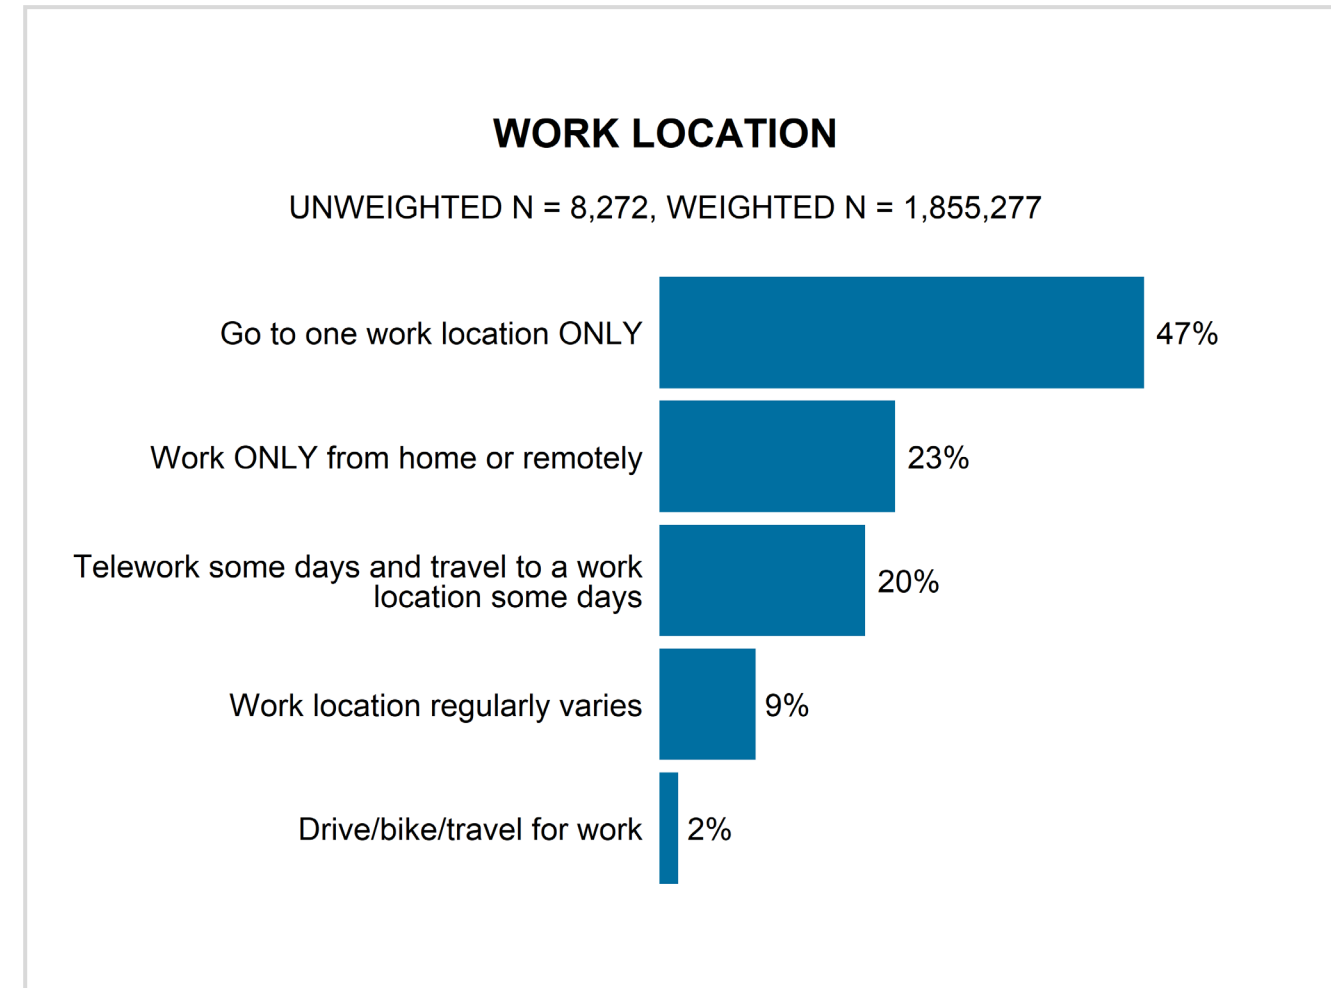 WORK LOCATION
UNWEIGHTED N = 8,272, WEIGHTED N = 1,855,277
Go to one work location ONLY
47%
Work ONLY from home or remotely
23%
Telework some days and travel to a work
location some days
20%
Work location regularly varies
9%
Drive/bike/travel for work
2%